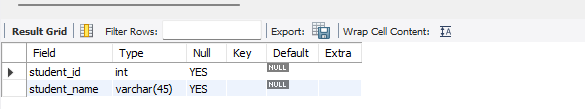 Result Grid Filter Rows: Export: Wrap Cell Content: IA
Field Type Null Key Default Extra
student_id int YES NULL
student_name varchar(45) YES NULL